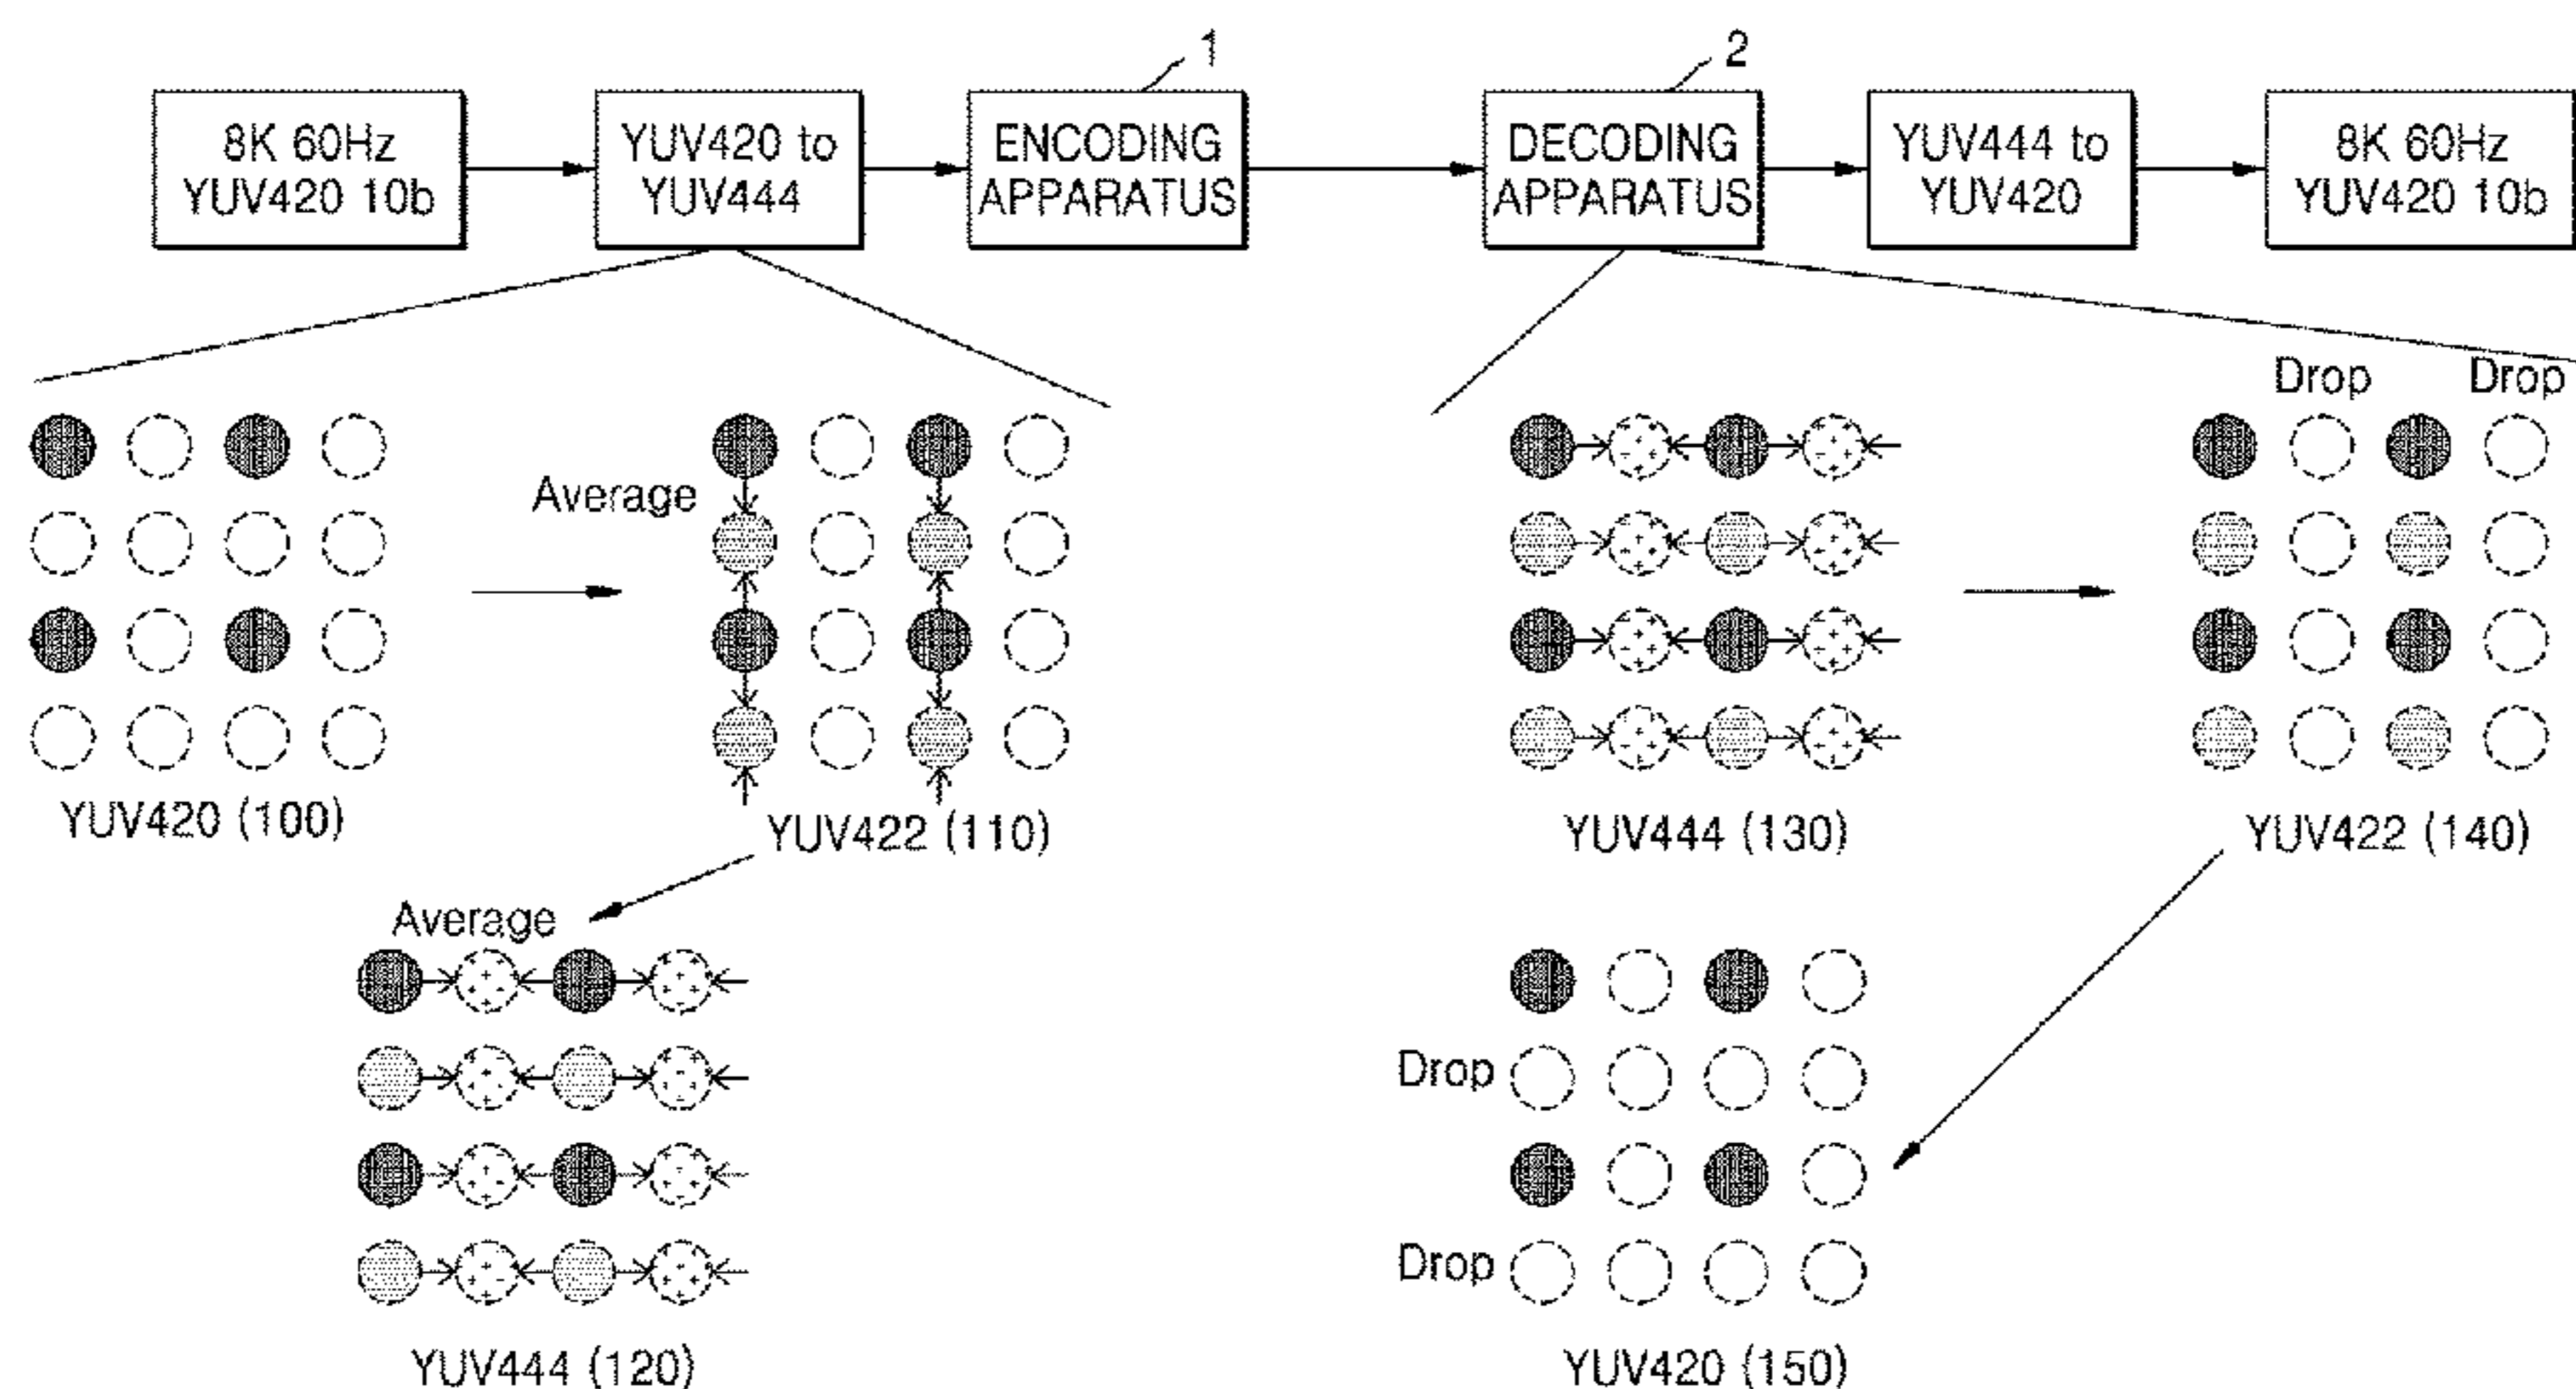 1
2
8K 60Hz
YUV420 10b
YUV420 to
YUV444
ENCODING
APPARATUS
DECODING
APPARATUS
YUV444 to
YUV420
8K 60Hz
YUV420 10b
Average
Drop
Drop
YUV420 (100)
YUV422 (110)
YUV444 (130)
YUV422 (140)
Average
Drop
Drop
YUV444 (120)
YUV420 (150)